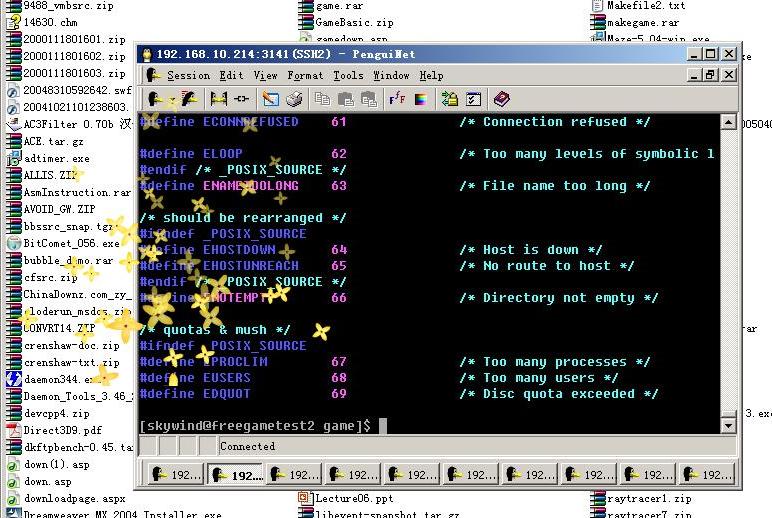 9488_vmbsrc.zip
14630.chm
2000111801601.zip
2000111801602.zip
2000111801603.zip
20048310592642.swf
20041021101238603.
AC3Filter 0.70b 汉
ACE.tar.gz
adtimer.exe
ALLIS.ZIP
AsmInstruction.rar
AVOID_GW.ZIP
bbssrc_snap.tgz
BitComet_056.exe
bubble_demo.rar
cfsrc.zip
ChinaDownz.com_zy_
cloderun_msdos.zip
CONVRT14.ZIP
crenshaw-doc.zip
crenshaw-txt.zip
daemon344.exe
Daemon_Tools_3.46_
devcpp4.zip
Direct3D9.pdf
dkftpbench-0.45.ta
down(1).asp
down.asp
downloadpage.aspx
Dreamweaver MX 2004 Installer.exe
game.rar
GameBasic.zip
gamedown.asp
Makefile2.txt
makegame.rar
Maze-5.04-win.exe
192.168.10.214:3141(SSH2) - PenguiNet
Session Edit View Format Tools Window Help
#define ECONNREFUSED 61 /* Connection refused */
#define ELOOP 62 /* Too many levels of symbolic l
#endif /* _POSIX_SOURCE */
#define ENAMETOOLONG 63 /* File name too long */
/* should be rearranged */
#ifndef _POSIX_SOURCE
#define EHOSTDOWN 64 /* Host is down */
#define EHOSTUNREACH 65 /* No route to host */
#endif /* _POSIX_SOURCE */
#define ENOTEMPTY 66 /* Directory not empty */
/* quotas & mush */
#ifndef _POSIX_SOURCE
#define EPROCLIM 67 /* Too many processes */
#define EUSERS 68 /* Too many users */
#define EDQUOT 69 /* Disc quota exceeded */
[skywind@freegametest2 game]$
Connected
192... 192.... 192... 192... 192... 192... 192... 192... 192... 192...
Lecture06.ppt
libevent-snapshot.tar.gz
005040
rar
raytracer1.zip
raytracer7.zip